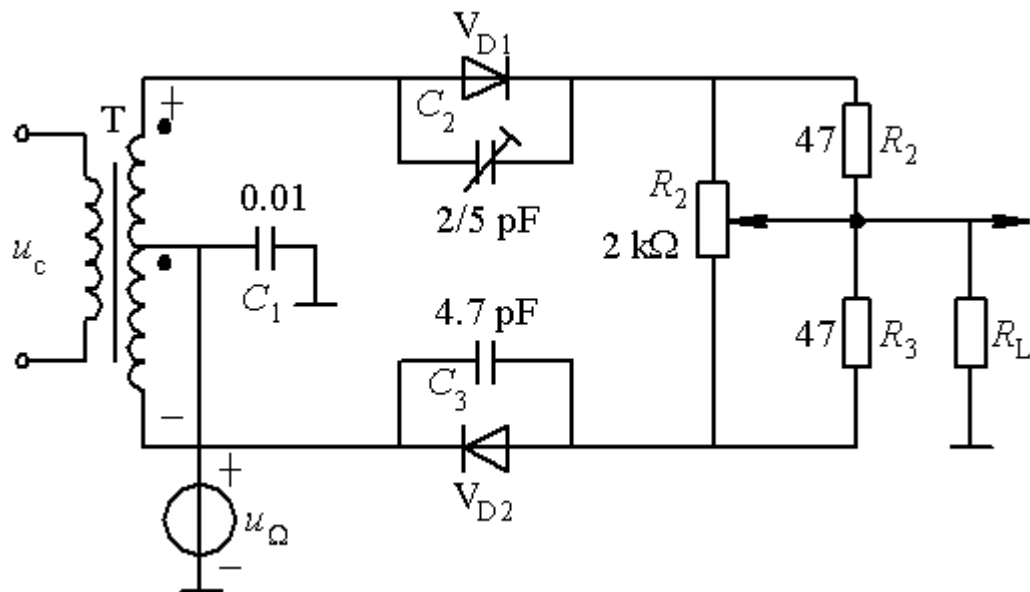 V_D1
+
T
C_2
47
R_2
0.01
R_2
2/5 pF
2 kΩ
u_c
C_1
4.7 pF
47
R_3
R_L
C_3
−
+
V_D2
u_Ω
−